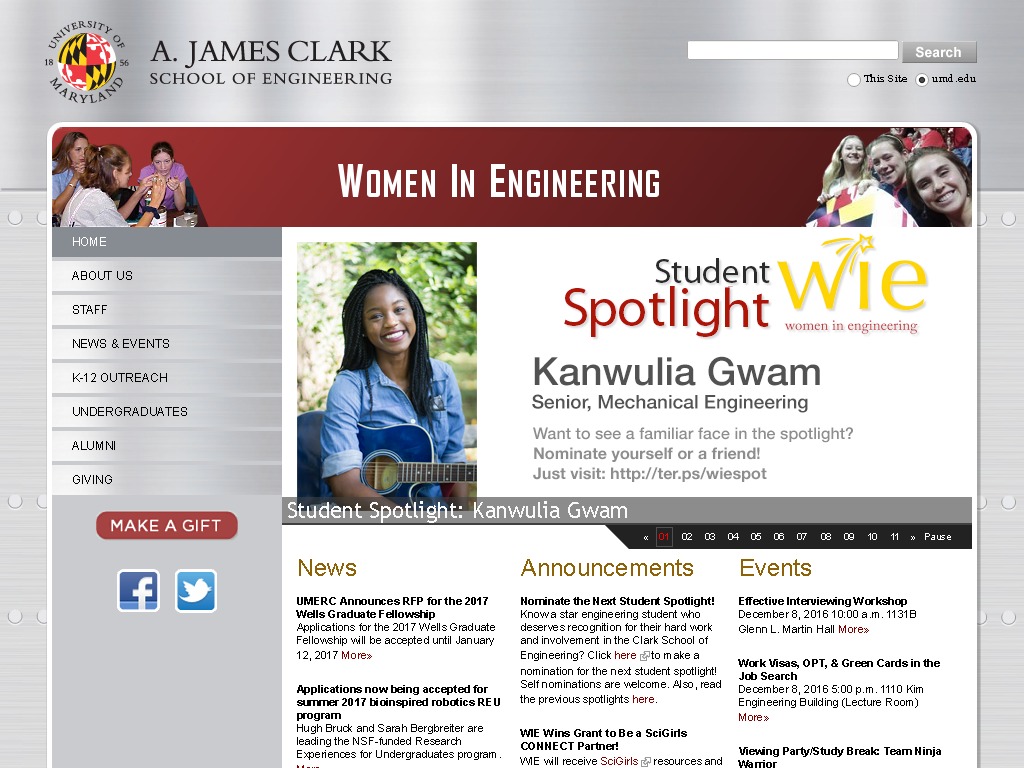 UNIVERSITY OF
18 56
MARYLAND
A. JAMES CLARK
SCHOOL OF ENGINEERING
Search
This Site
umd.edu
WOMEN IN ENGINEERING
HOME
ABOUT US
STAFF
NEWS & EVENTS
K-12 OUTREACH
UNDERGRADUATES
ALUMNI
GIVING
MAKE A GIFT
Student
Spotlight
wie
women in engineering
Kanwulia Gwam
Senior, Mechanical Engineering
Want to see a familiar face in the spotlight?
Nominate yourself or a friend!
Just visit: http://ter.ps/wiespot
Student Spotlight: Kanwulia Gwam
« 01 02 03 04 05 06 07 08 09 10 11 » Pause
News
UMERC Announces RFP for the 2017
Wells Graduate Fellowship
Applications for the 2017 Wells Graduate
Fellowship will be accepted until January
12, 2017 More»
Applications now being accepted for
summer 2017 bioinspired robotics REU
program
Hugh Bruck and Sarah Bergbreiter are
leading the NSF-funded Research
Experiences for Undergraduates program.
More»
Announcements
Nominate the Next Student Spotlight!
Know a star engineering student who
deserves recognition for their hard work
and involvement in the Clark School of
Engineering? Click here to make a
nomination for the next student spotlight!
Self nominations are welcome. Also, read
the previous spotlights here.
WIE Wins Grant to Be a SciGirls
CONNECT Partner!
WIE will receive SciGirls resources and
Events
Effective Interviewing Workshop
December 8, 2016 10:00 a.m. 1131B
Glenn L. Martin Hall More»
Work Visas, OPT, & Green Cards in the
Job Search
December 8, 2016 5:00 p.m. 1110 Kim
Engineering Building (Lecture Room)
More»
Viewing Party/Study Break: Team Ninja
Warrior